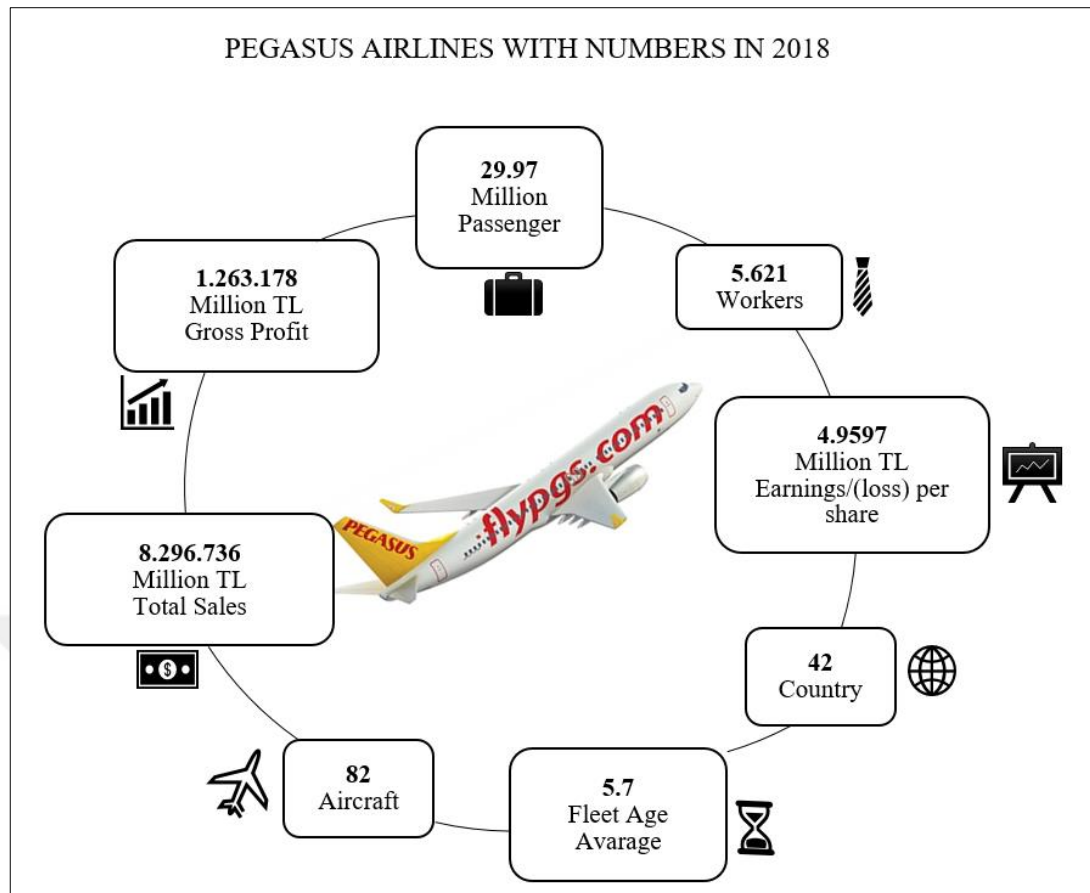 PEGASUS AIRLINES WITH NUMBERS IN 2018
29.97
Million
Passenger
1.263.178
Million TL
Gross Profit
5.621
Workers
4.9597
Million TL
Earnings/(loss) per
share
flypgs.com
PEGASUS
8.296.736
Million TL
Total Sales
$
42
Country
82
Aircraft
5.7
Fleet Age
Avarage